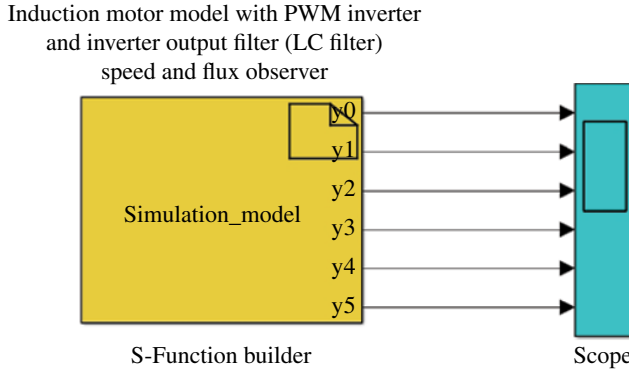 Induction motor model with PWM inverter
and inverter output filter (LC filter)
speed and flux observer
y0
y1
y2
Simulation_model
y3
y4
y5
S-Function builder
Scope